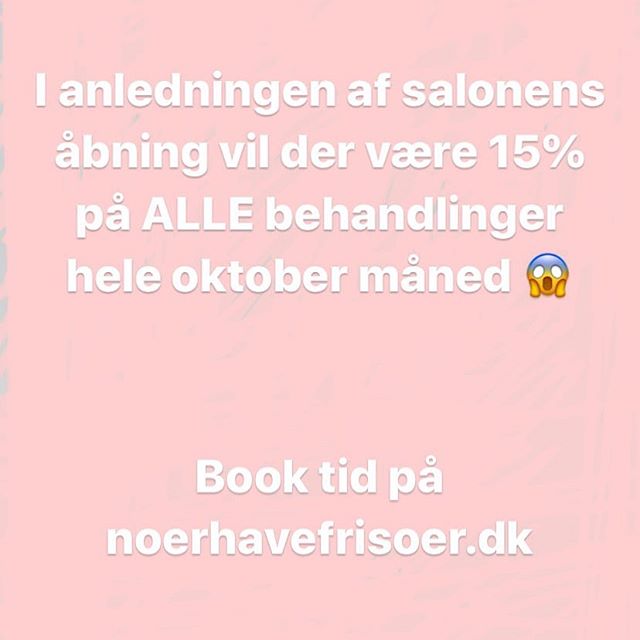 I anledningen af salonens
åbning vil der være 15%
på ALLE behandlinger
hele oktober måned 😱
Book tid på
noerhavefrisoer.dk